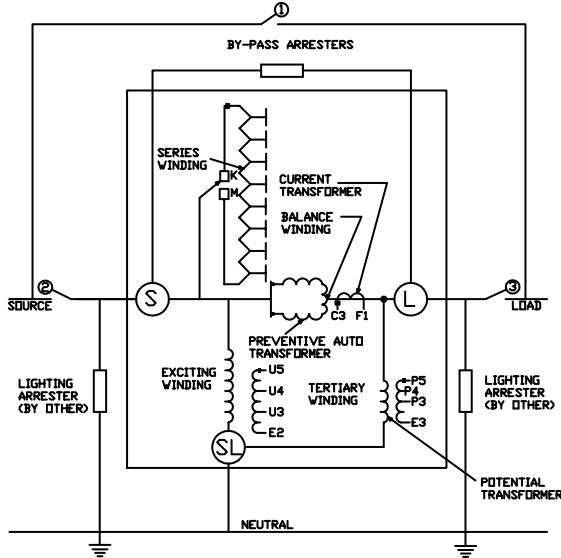 1
BY-PASS ARRESTERS
SERIES
WINDING
K
M
CURRENT
TRANSFORMER
BALANCE
WINDING
2
SOURCE
S
C3 F1
L
3
LOAD
PREVENTIVE AUTO
TRANSFORMER
LIGHTING
ARRESTER
(BY OTHER)
EXCITING
WINDING
U5
U4
U3
E2
TERTIARY
WINDING
P5
P4
P3
E3
LIGHTING
ARRESTER
(BY OTHER)
SL
POTENTIAL
TRANSFORMER
NEUTRAL